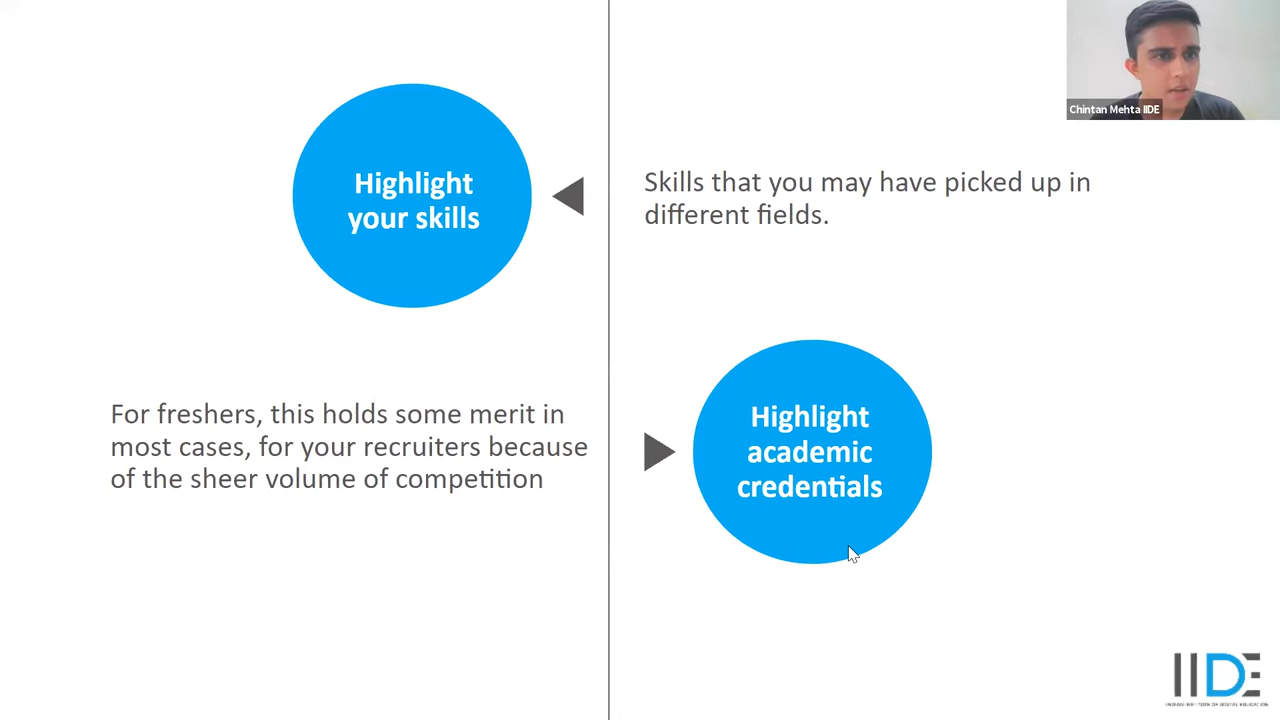 Chintan Mehta IIDE
Highlight
your skills
Skills that you may have picked up in
different fields.
For freshers, this holds some merit in
most cases, for your recruiters because
of the sheer volume of competition
Highlight
academic
credentials
IIDE